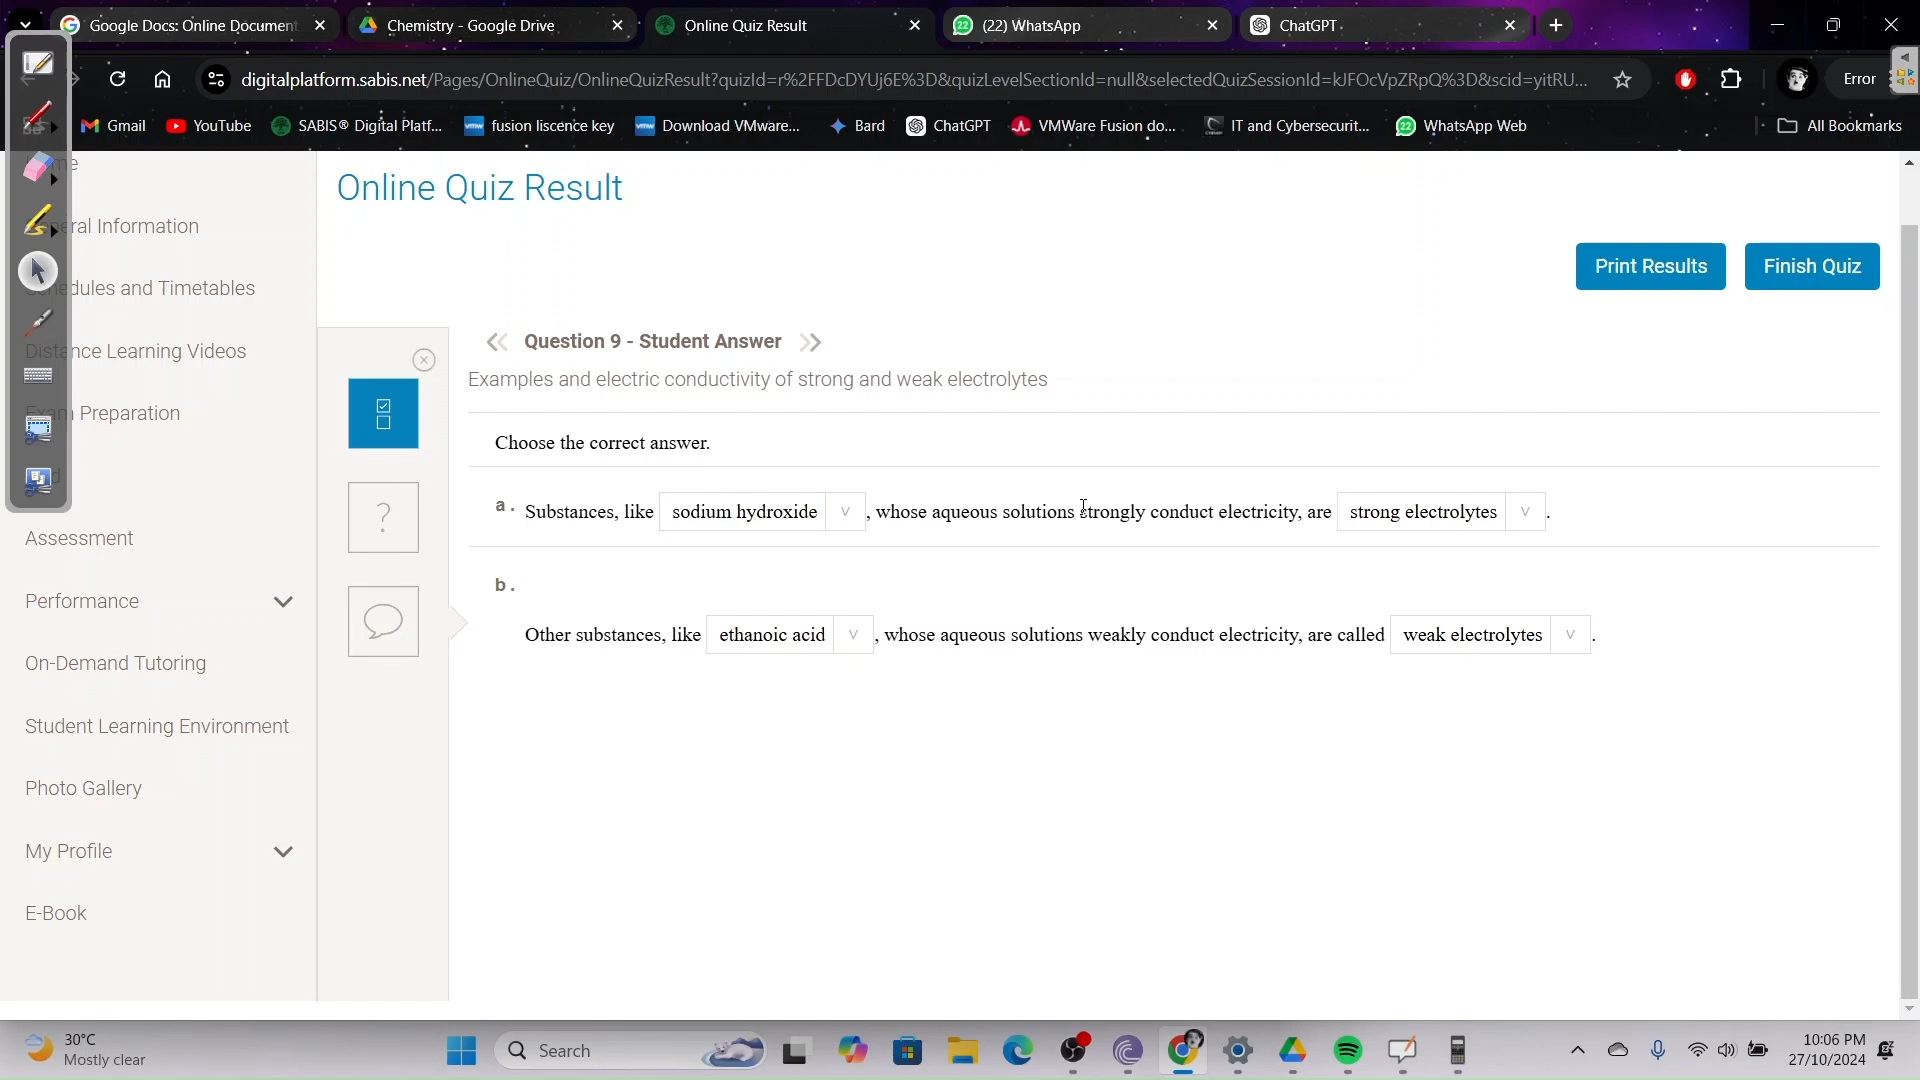 Google Docs: Online Document
Chemistry - Google Drive
Online Quiz Result
(22) WhatsApp
ChatGPT
digitalplatform.sabis.net/Pages/OnlineQuiz/OnlineQuizResult?quizId=r%2FFDcDYUj6E%3D&quizLevelSectionId=null&selectedQuizSessionId=kJFOcVpZRpQ%3D&scid=yitRU...
Error
Gmail
YouTube
SABIS® Digital Platf...
fusion liscence key
Download VMware...
Bard
ChatGPT
VMWare Fusion do...
IT and Cybersecurit...
WhatsApp Web
All Bookmarks
Online Quiz Result
Print Results
Finish Quiz
Distance Learning Videos
Exam Preparation
Assessment
Performance
On-Demand Tutoring
Student Learning Environment
Photo Gallery
My Profile
E-Book
Question 9 - Student Answer
Examples and electric conductivity of strong and weak electrolytes
Choose the correct answer.
a. Substances, like sodium hydroxide, whose aqueous solutions strongly conduct electricity, are strong electrolytes.
b.
Other substances, like ethanoic acid, whose aqueous solutions weakly conduct electricity, are called weak electrolytes.
30°C
Mostly clear
Search
10:06 PM
27/10/2024